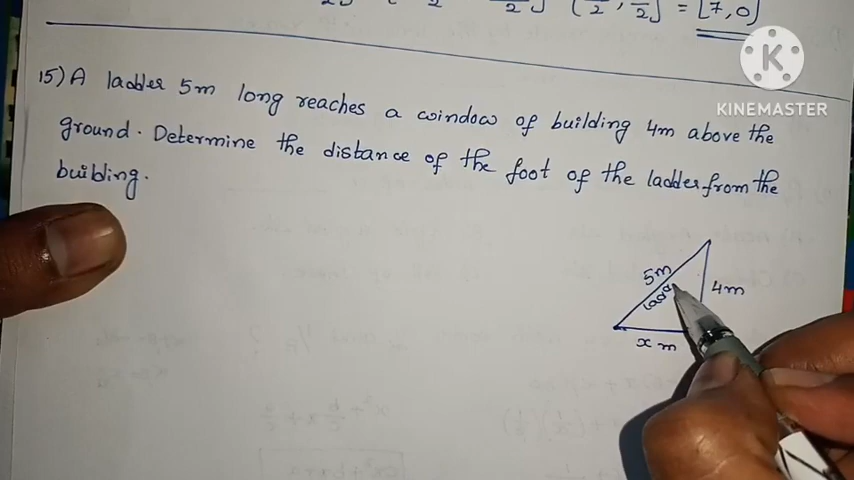 = [7, 0)
KINEMASTER
15) A ladder 5m long reaches a window of building 4m above the
ground. Determine the distance of the foot of the ladder from the
building.
5m
4m
x m